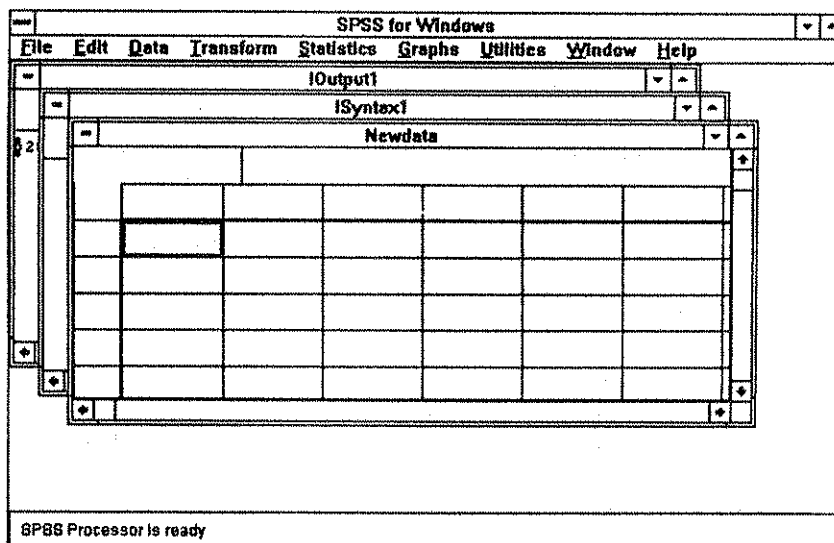 SPSS for Windows
File Edit Data Transform Statistics Graphs Utilities Window Help
!Output1
!Syntax1
Newdata
2
SPSS Processor is ready